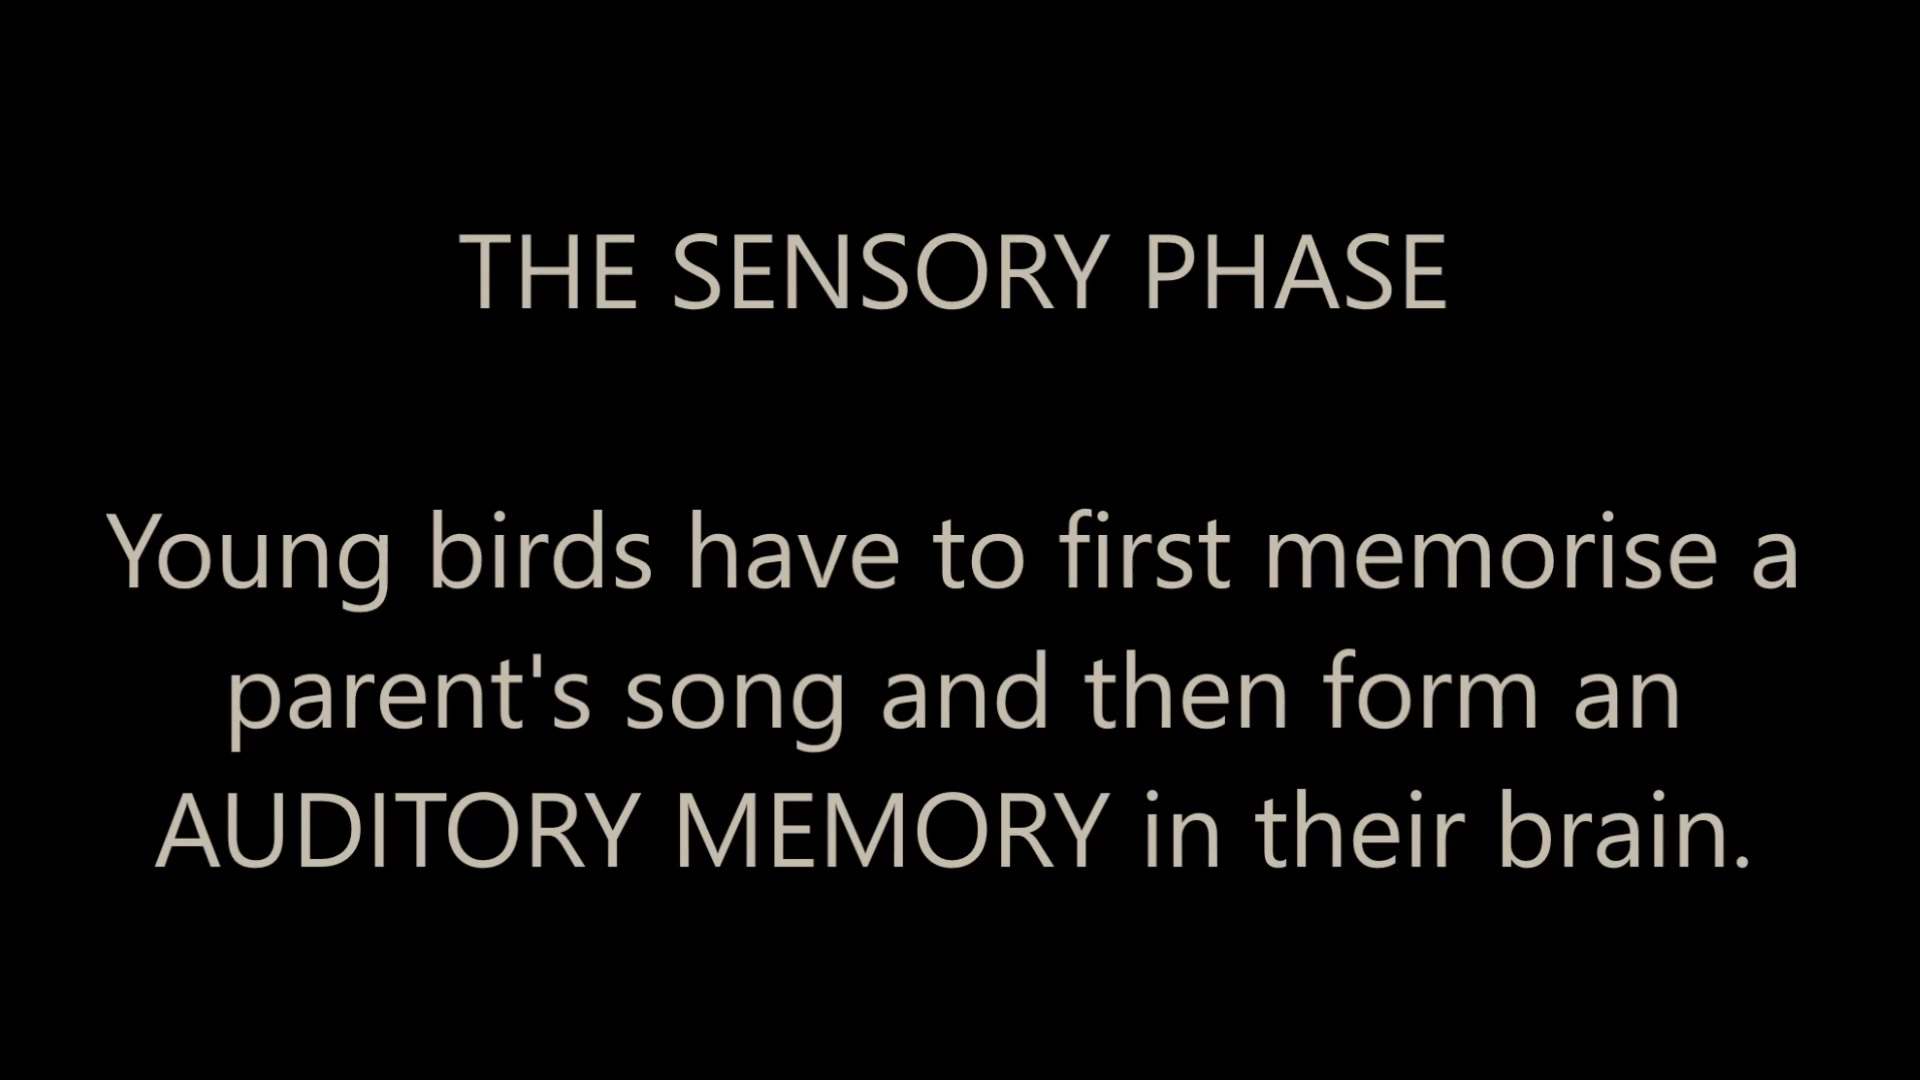 THE SENSORY PHASE
Young birds have to first memorise a
parent's song and then form an
AUDITORY MEMORY in their brain.